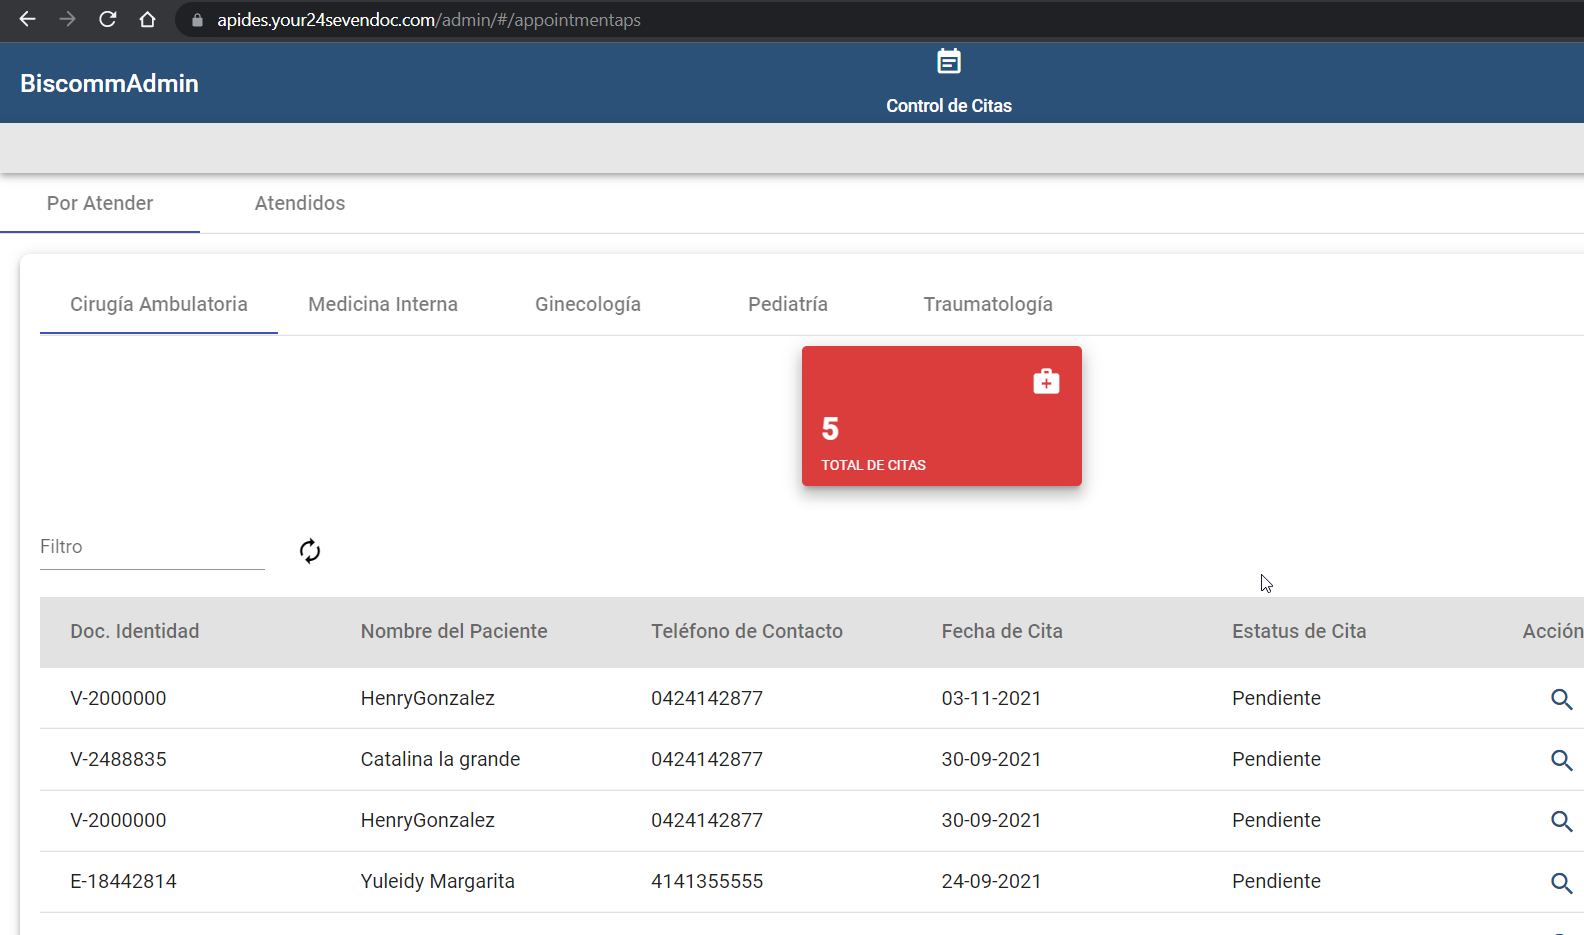 apides.your24sevendoc.com/admin/#/appointmentaps
BiscommAdmin
Control de Citas
Por Atender Atendidos
Cirugía Ambulatoria Medicina Interna Ginecología Pediatría Traumatología
5
TOTAL DE CITAS
Filtro
Doc. Identidad Nombre del Paciente Teléfono de Contacto Fecha de Cita Estatus de Cita Acción
V-2000000 HenryGonzalez 0424142877 03-11-2021 Pendiente
V-2488835 Catalina la grande 0424142877 30-09-2021 Pendiente
V-2000000 HenryGonzalez 0424142877 30-09-2021 Pendiente
E-18442814 Yuleidy Margarita 4141355555 24-09-2021 Pendiente